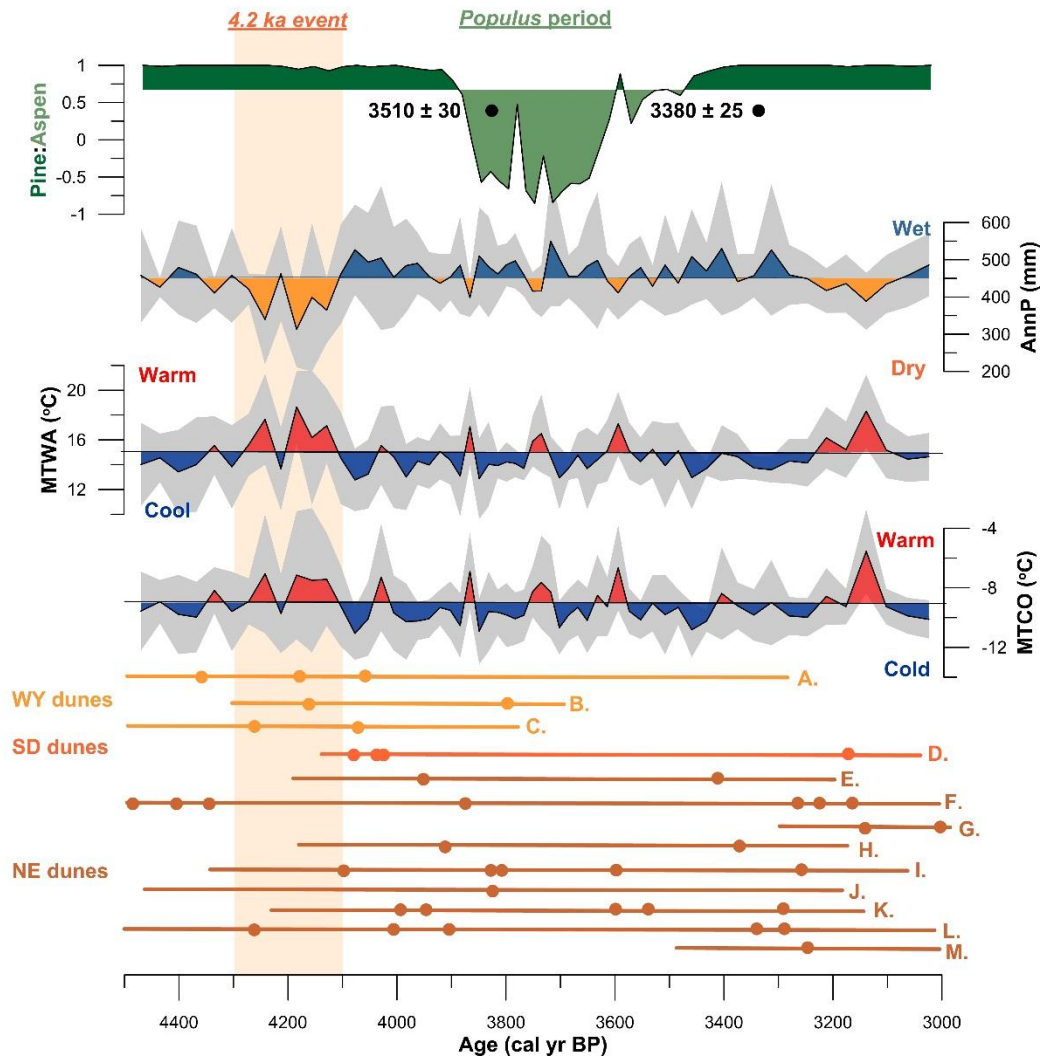 4.2 ka event
Populus period
1
0.5
0
-0.5
-1
Pine:Aspen
3510 ± 30
3380 ± 25
Wet
600
500
400
300
200
AnnP (mm)
Dry
Warm
20
16
12
MTWA (°C)
Cool
-4
-8
-12
MTCO (°C)
Warm
Cold
A.
WY dunes
B.
C.
SD dunes
D.
E.
F.
G.
H.
NE dunes
I.
J.
K.
L.
M.
4400 4200 4000 3800 3600 3400 3200 3000
Age (cal yr BP)